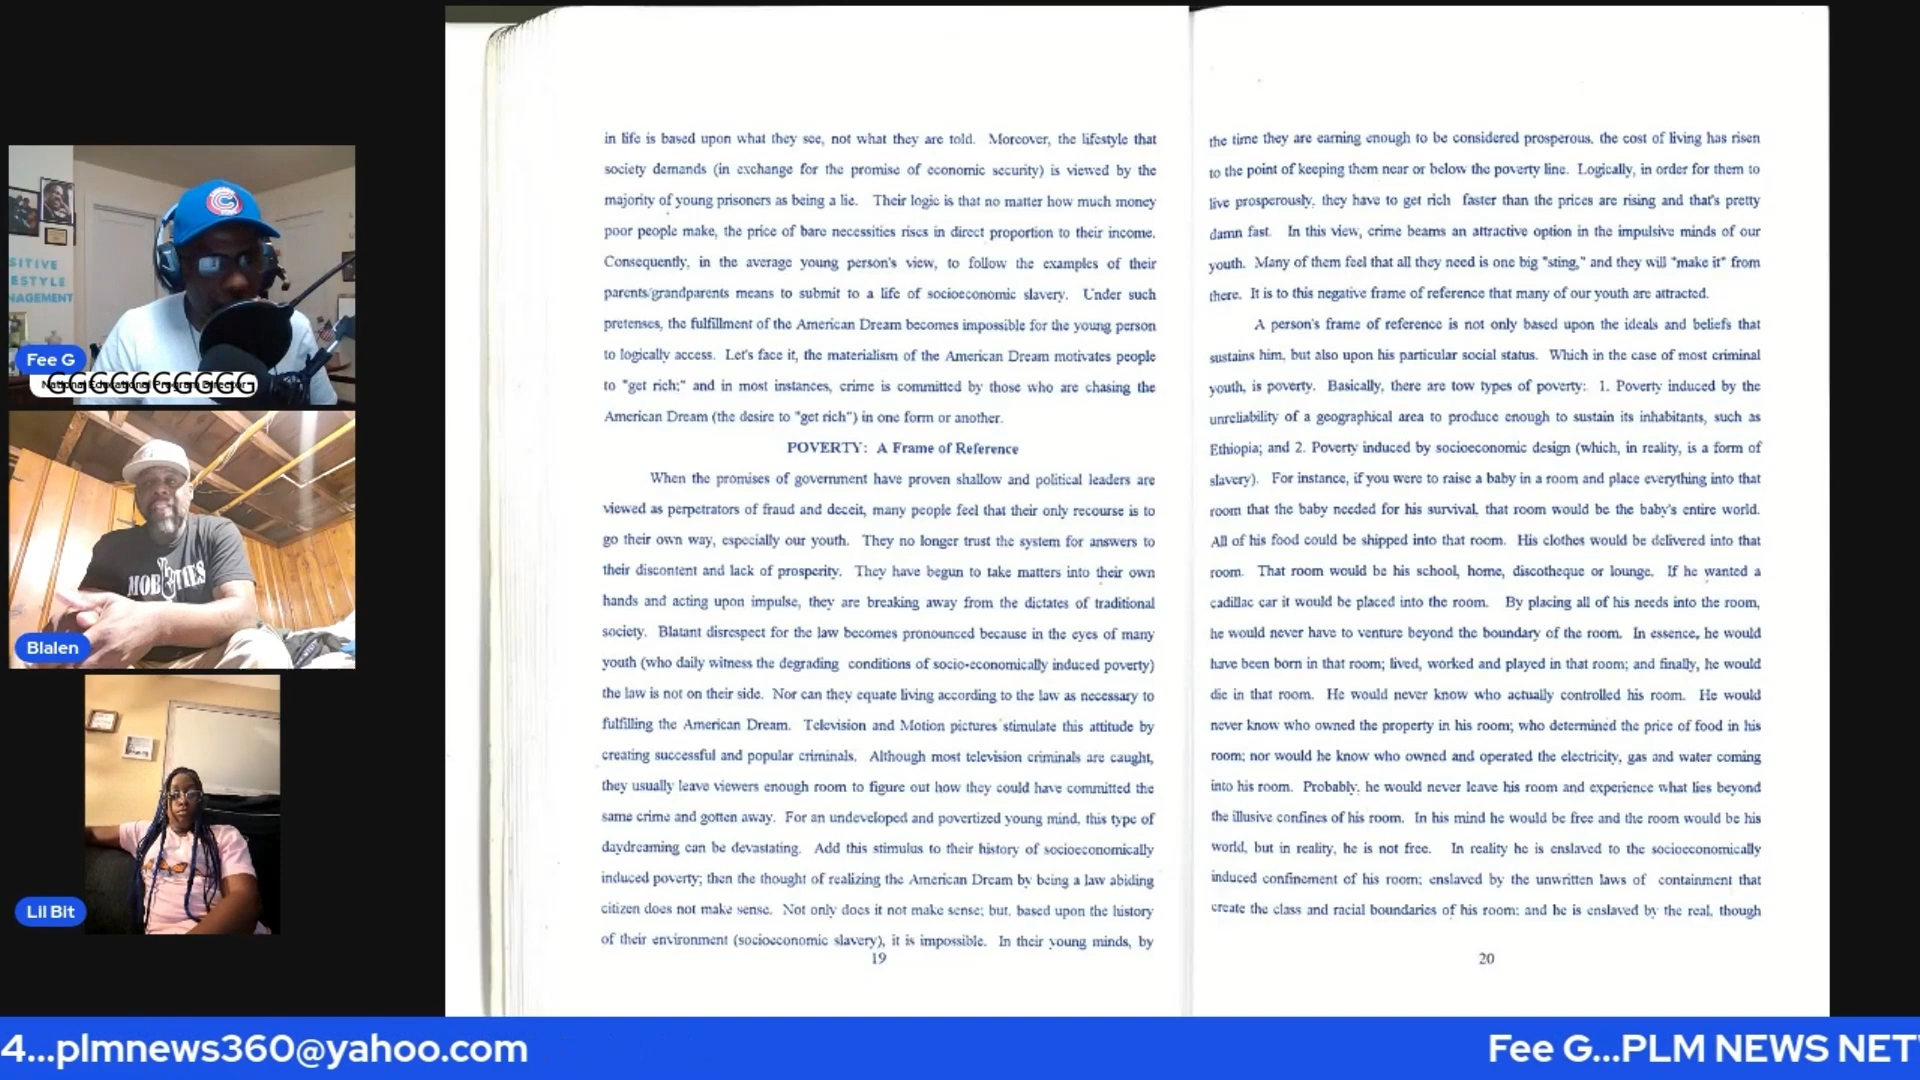 SITIVE
ESTYLE
NAGEMENT
Fee G
MOB TIES
Blalen
Lil Bit
in life is based upon what they see, not what they are told. Moreover, the lifestyle that
society demands (in exchange for the promise of economic security) is viewed by the
majority of young prisoners as being a lie. Their logic is that no matter how much money
poor people make, the price of bare necessities rises in direct proportion to their income.
Consequently, in the average young person's view, to follow the examples of their
parents/grandparents means to submit to a life of socioeconomic slavery. Under such
pretenses, the fulfillment of the American Dream becomes impossible for the young person
to logically access. Let's face it, the materialism of the American Dream motivates people
to "get rich;" and in most instances, crime is committed by those who are chasing the
American Dream (the desire to "get rich") in one form or another.
POVERTY: A Frame of Reference
When the promises of government have proven shallow and political leaders are
viewed as perpetrators of fraud and deceit, many people feel that their only recourse is to
go their own way, especially our youth. They no longer trust the system for answers to
their discontent and lack of prosperity. They have begun to take matters into their own
hands and acting upon impulse, they are breaking away from the dictates of traditional
society. Blatant disrespect for the law becomes pronounced because in the eyes of many
youth (who daily witness the degrading conditions of socio-economically induced poverty)
the law is not on their side. Nor can they equate living according to the law as necessary to
fulfilling the American Dream. Television and Motion pictures stimulate this attitude by
creating successful and popular criminals. Although most television criminals are caught,
they usually leave viewers enough room to figure out how they could have committed the
same crime and gotten away. For an undeveloped and povertized young mind, this type of
daydreaming can be devastating. Add this stimulus to their history of socioeconomically
induced poverty; then the thought of realizing the American Dream by being a law abiding
citizen does not make sense. Not only does it not make sense; but, based upon the history
of their environment (socioeconomic slavery), it is impossible. In their young minds, by
19
the time they are earning enough to be considered prosperous, the cost of living has risen
to the point of keeping them near or below the poverty line. Logically, in order for them to
live prosperously, they have to get rich faster than the prices are rising and that's pretty
damn fast. In this view, crime beams an attractive option in the impulsive minds of our
youth. Many of them feel that all they need is one big "sting," and they will "make it" from
there. It is to this negative frame of reference that many of our youth are attracted.
A person's frame of reference is not only based upon the ideals and beliefs that
sustains him, but also upon his particular social status. Which in the case of most criminal
youth, is poverty. Basically, there are tow types of poverty: 1. Poverty induced by the
unreliability of a geographical area to produce enough to sustain its inhabitants, such as
Ethiopia; and 2. Poverty induced by socioeconomic design (which, in reality, is a form of
slavery). For instance, if you were to raise a baby in a room and place everything into that
room that the baby needed for his survival, that room would be the baby's entire world.
All of his food could be shipped into that room. His clothes would be delivered into that
room. That room would be his school, home, discotheque or lounge. If he wanted a
cadillac car it would be placed into the room. By placing all of his needs into the room,
he would never have to venture beyond the boundary of the room. In essence, he would
have been born in that room; lived, worked and played in that room; and finally, he would
die in that room. He would never know who actually controlled his room. He would
never know who owned the property in his room; who determined the price of food in his
room; nor would he know who owned and operated the electricity, gas and water coming
into his room. Probably, he would never leave his room and experience what lies beyond
the illusive confines of his room. In his mind he would be free and the room would be his
world, but in reality, he is not free. In reality he is enslaved to the socioeconomically
induced confinement of his room; enslaved by the unwritten laws of containment that
create the class and racial boundaries of his room; and he is enslaved by the real, though
20
4...plmnews360@yahoo.com
Fee G...PLM NEWS NET